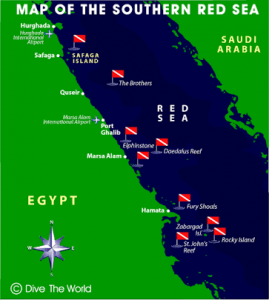 MAP OF THE SOUTHERN RED SEA
Hurghada
Hurghada
International
Airport
SAUDI
ARABIA
Safaga
SAFAGA
ISLAND
The Brothers
Quseir
RED
SEA
Marsa Alam
International Airport
Port
Ghalib
Elphinstone
Daedalus Reef
Marsa Alam
EGYPT
Fury Shoals
Hamata
Zabargad
Isl.
Rocky Island
St. John's
Reef
© Dive The World